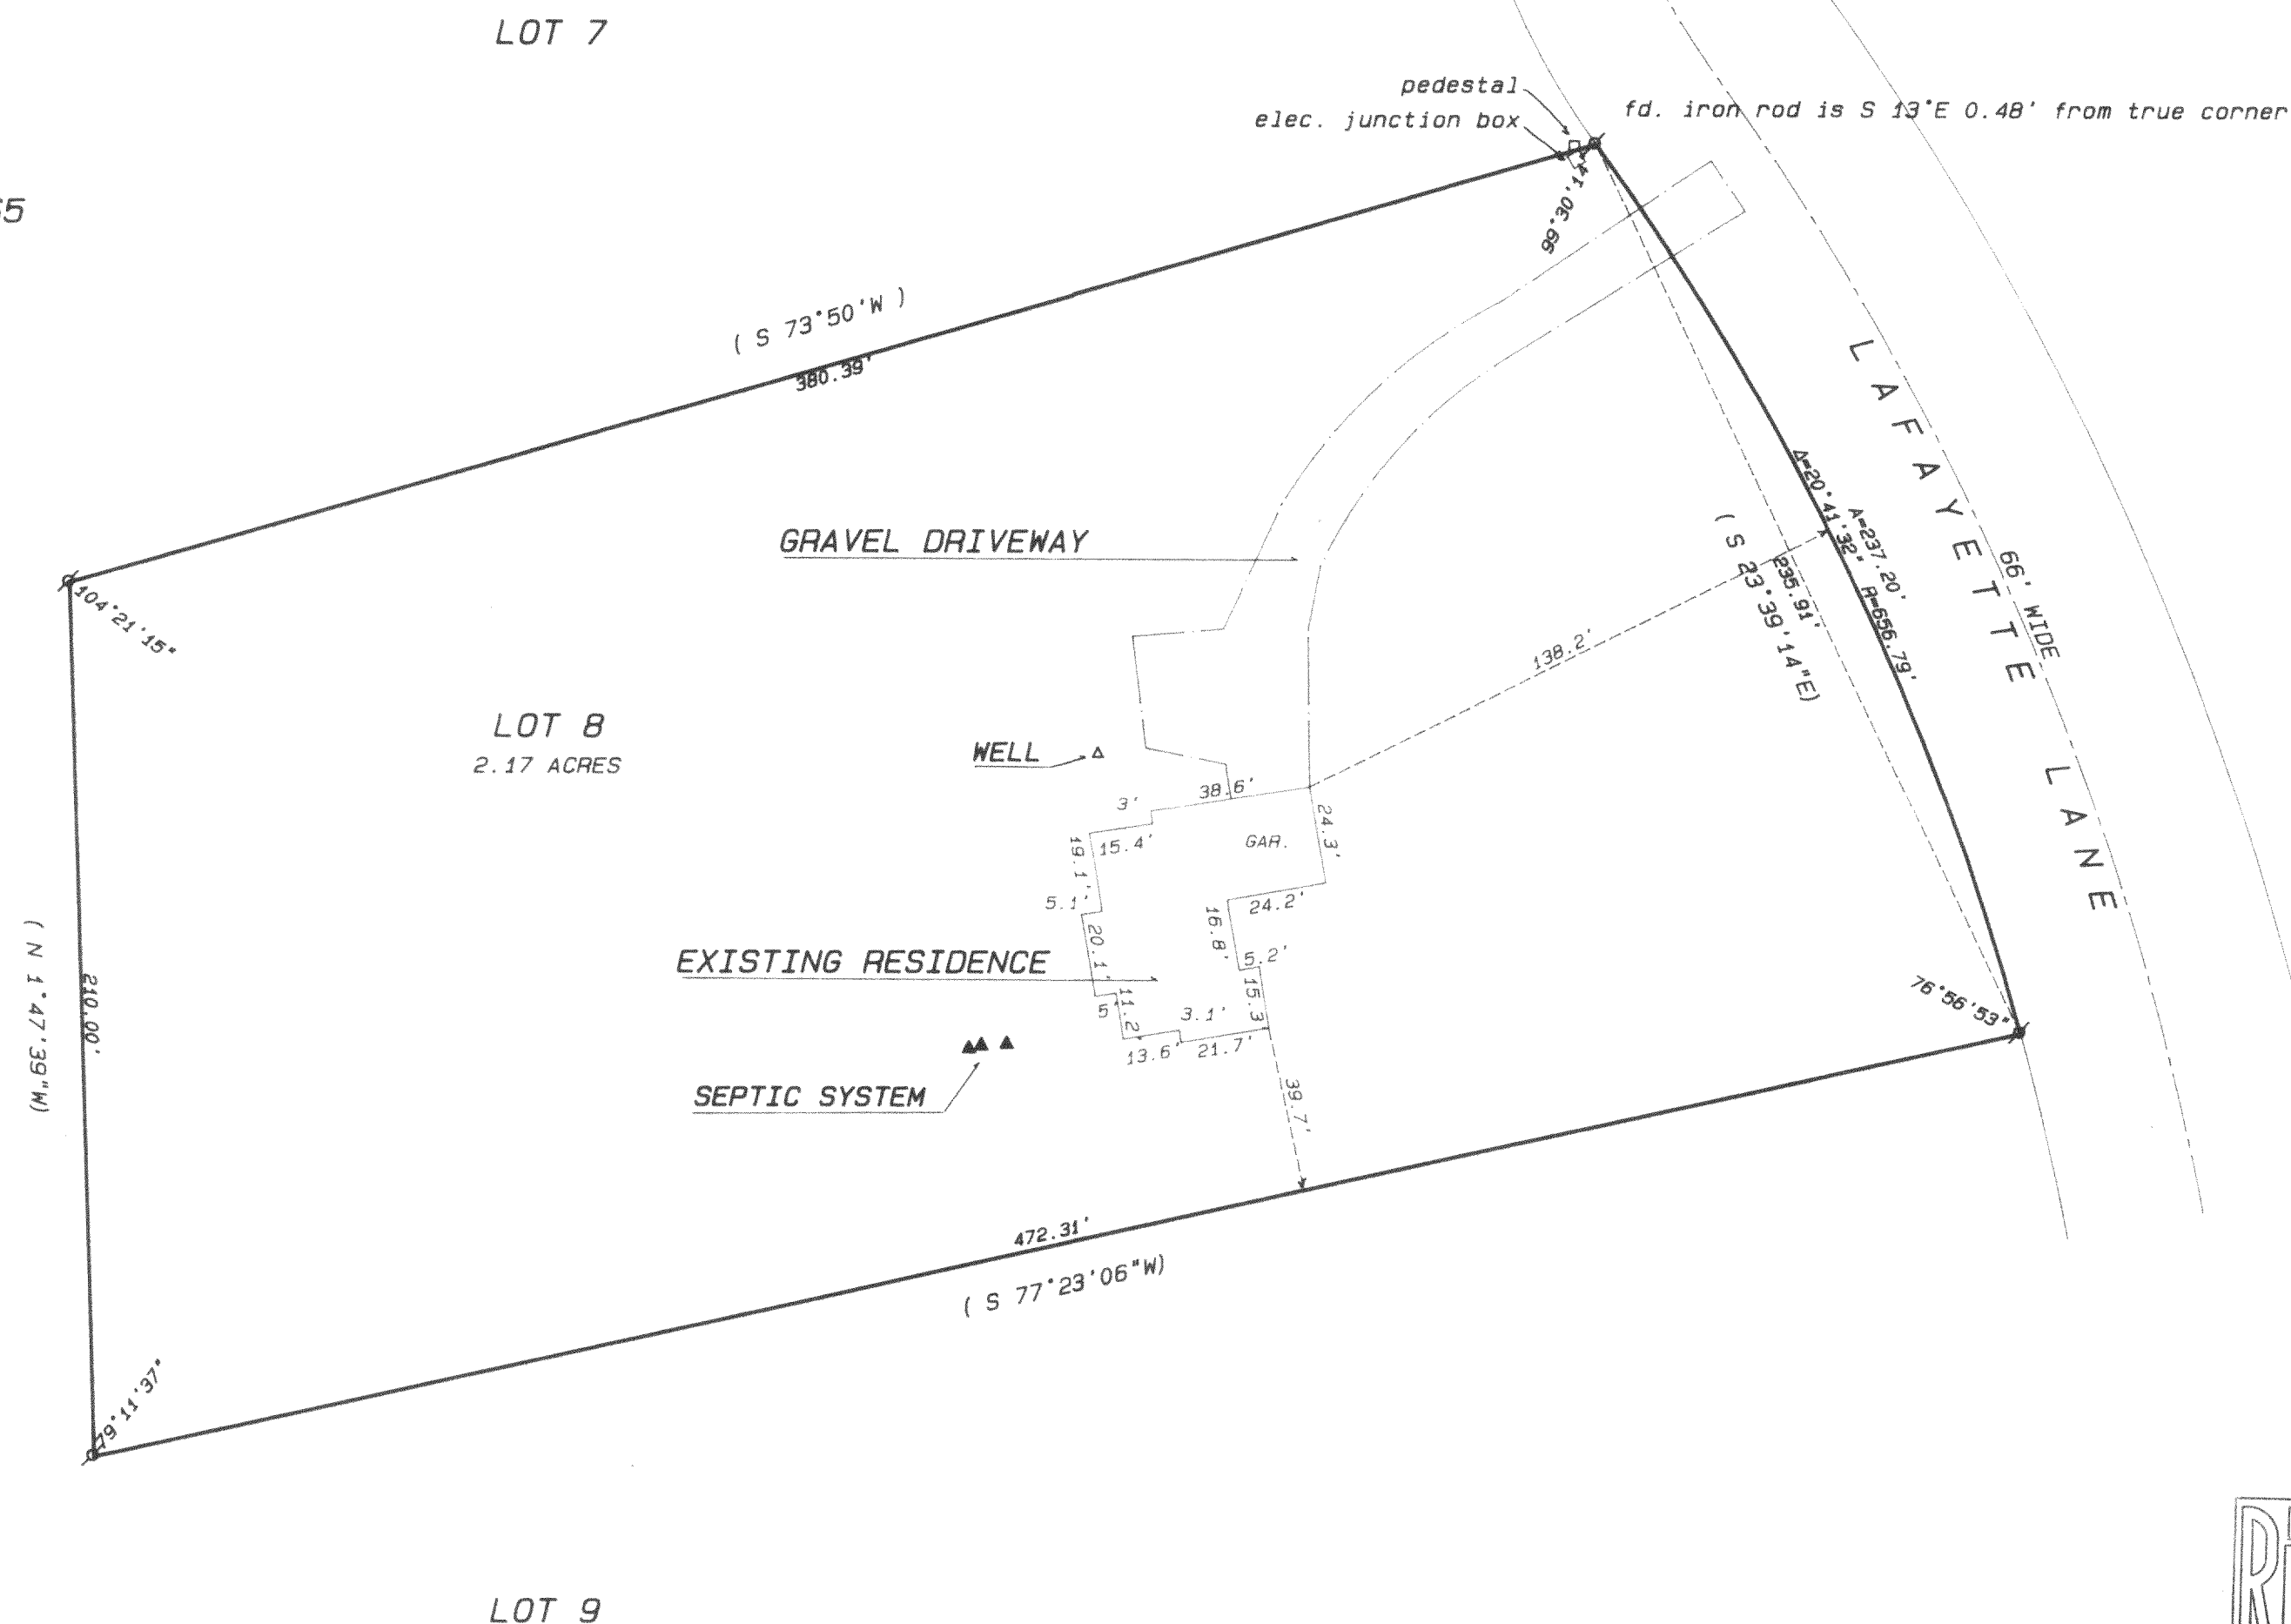 LOT 7
pedestal
elec. junction box
fd. iron rod is S 13°E 0.48' from true corner
99°30'14"
( S 73°50'W )
380.39'
LAFAYETTE LANE
66' WIDE
Δ=20°41'32" R=656.79'
A=237.20'
235.91'
( S 23°39'14"E)
138.2'
GRAVEL DRIVEWAY
104°21'15"
LOT 8
2.17 ACRES
WELL
38.6'
3'
15.4'
GAR.
24.3'
19.1'
5.1'
24.2'
16.8'
20.1'
5.2'
EXISTING RESIDENCE
15.3'
5'
11.2'
3.1'
13.6'
21.7'
39.7'
SEPTIC SYSTEM
76°56'53"
( N 1°47'39"W)
210.00'
472.31'
( S 77°23'06"W)
79°11'37"
LOT 9